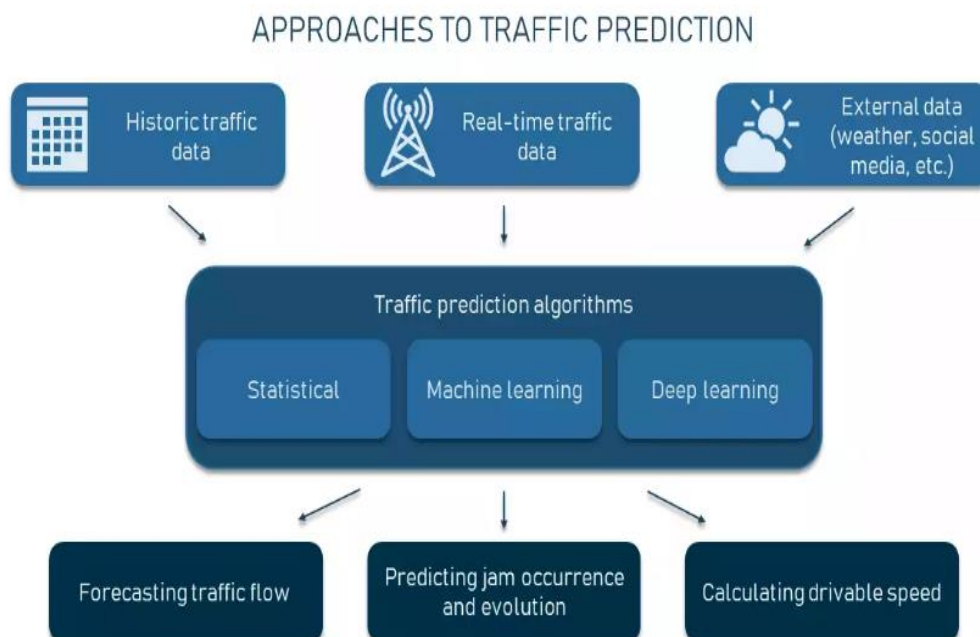 APPROACHES TO TRAFFIC PREDICTION
Historic traffic
data
Real-time traffic
data
External data
(weather, social
media, etc.)
Traffic prediction algorithms
Statistical
Machine learning
Deep learning
Forecasting traffic flow
Predicting jam occurrence
and evolution
Calculating drivable speed